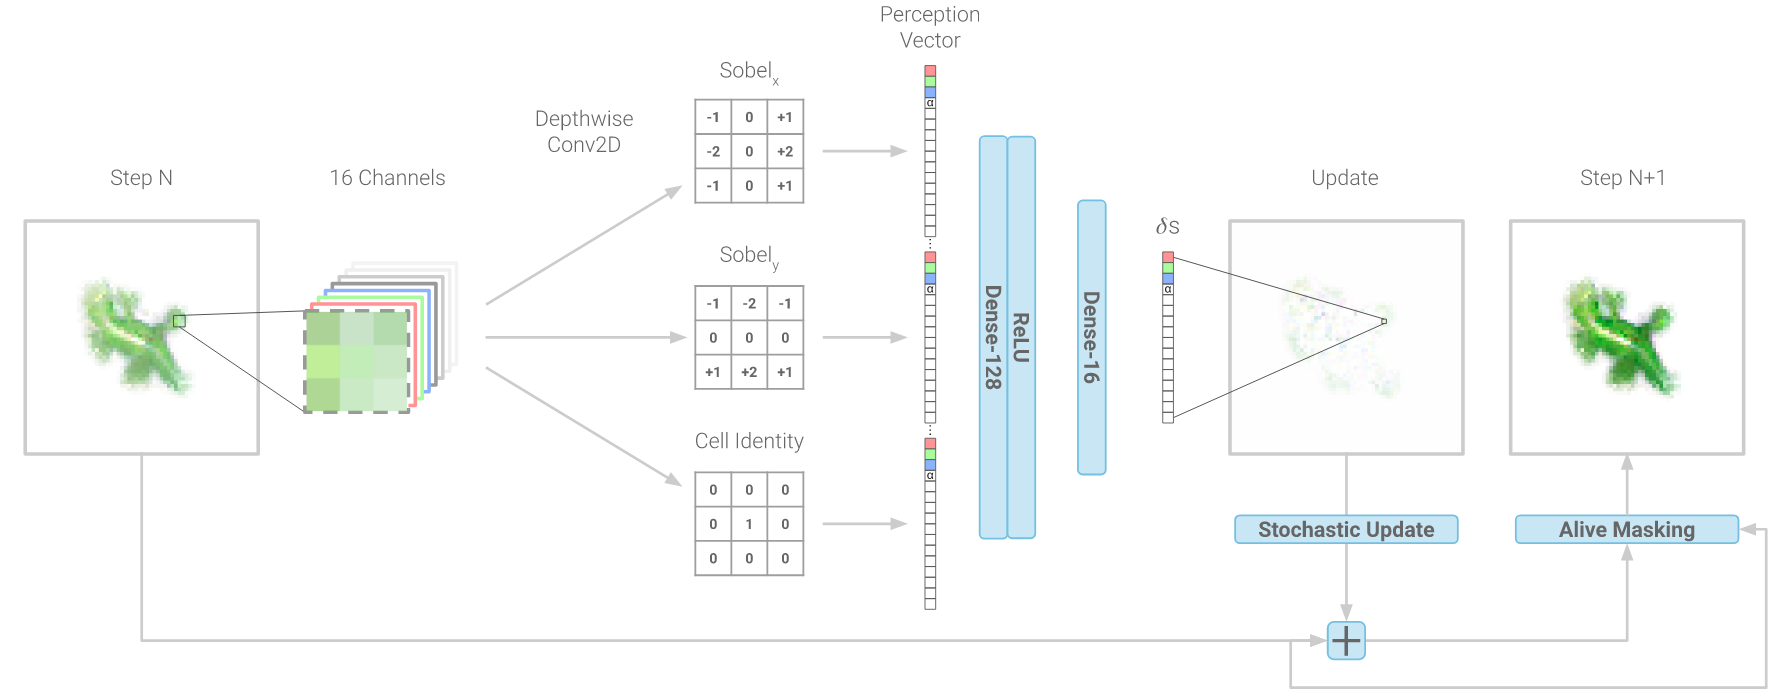 Perception
Vector
Sobelx
Depthwise
Conv2D
-1 0 +1
-2 0 +2
-1 0 +1
α
Step N
16 Channels
Update
Step N+1
δs
Sobely
-1 -2 -1
0 0 0
+1 +2 +1
α
α
Dense-128
ReLU
Dense-16
Cell Identity
0 0 0
0 1 0
0 0 0
α
Stochastic Update
Alive Masking
+